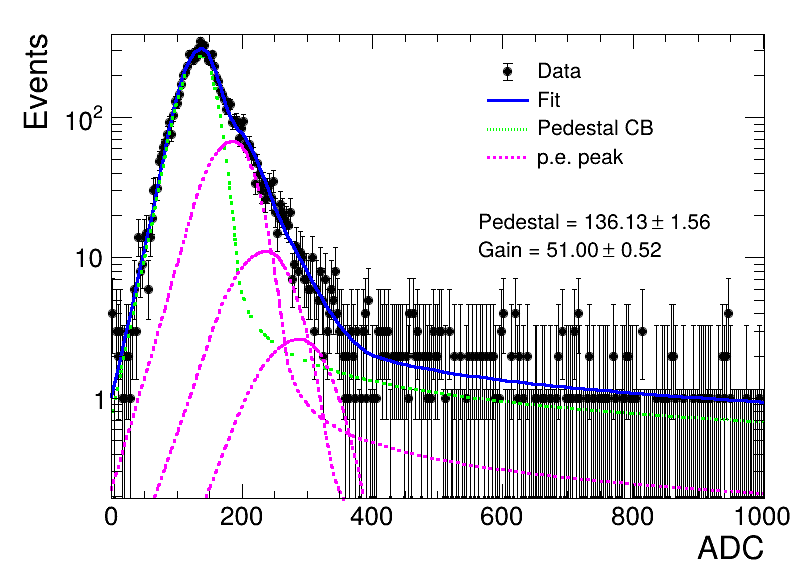 Events
10²
10
1
Data
Fit
Pedestal CB
p.e. peak
Pedestal = 136.13 ± 1.56
Gain = 51.00 ± 0.52
0 200 400 600 800 1000
ADC